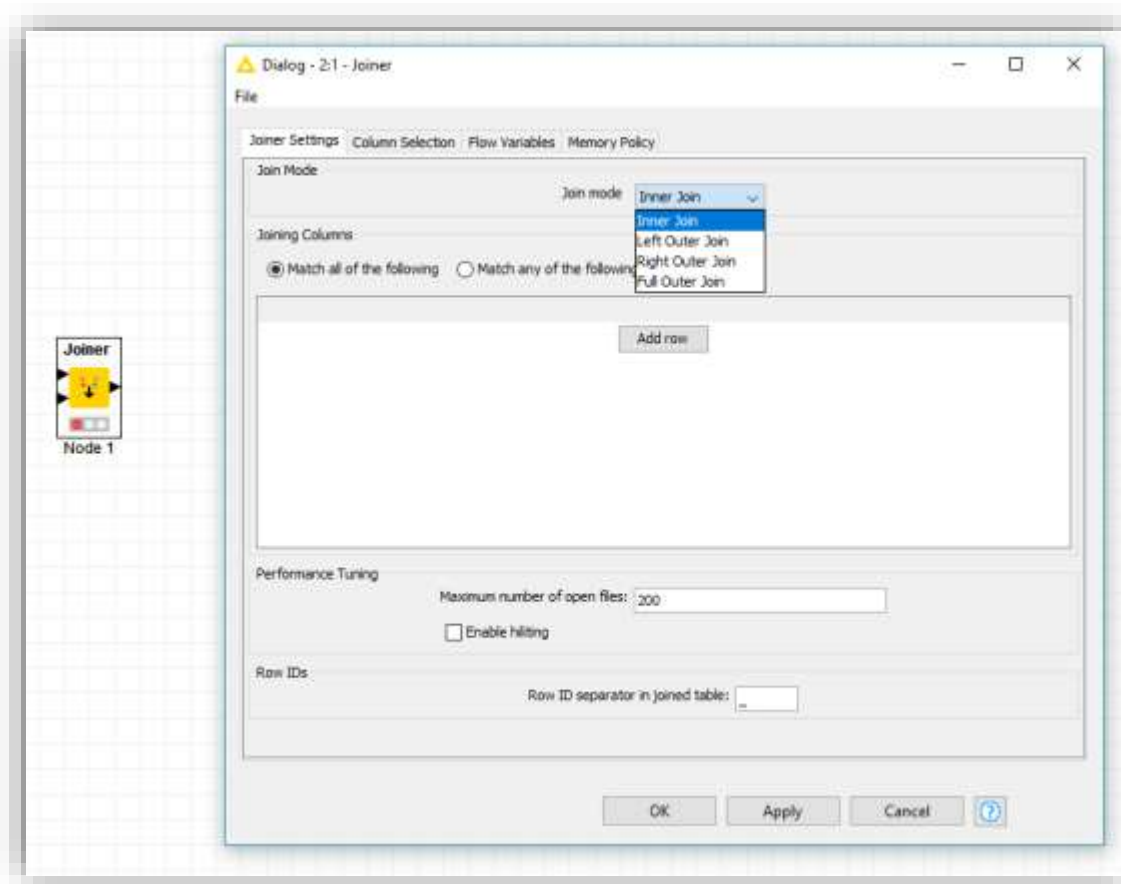 Dialog - 2:1 - Joiner
File
Joiner Settings Column Selection Flow Variables Memory Policy
Join Mode
Join mode Inner Join
Inner Join
Left Outer Join
Right Outer Join
Full Outer Join
Joining Columns
Match all of the following Match any of the following
Add row
Joiner
Node 1
Performance Tuning
Maximum number of open files: 200
Enable hiliting
Row IDs
Row ID separator in joined table: _
OK Apply Cancel ?